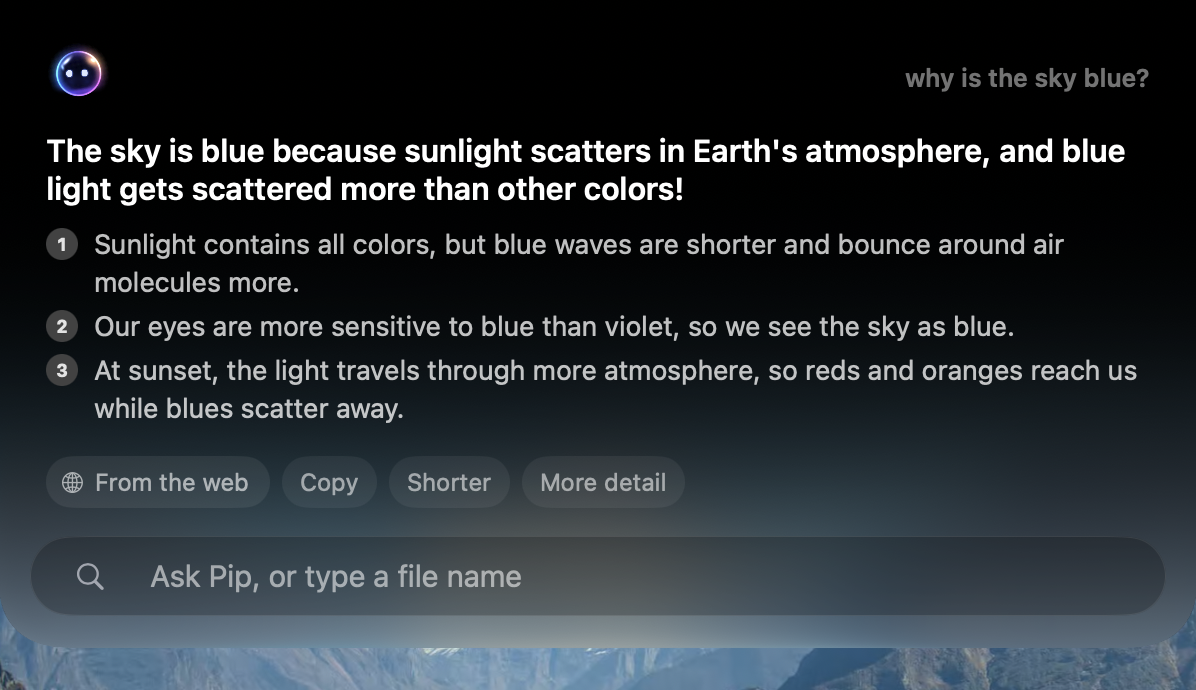 why is the sky blue?
The sky is blue because sunlight scatters in Earth's atmosphere, and blue
light gets scattered more than other colors!
1 Sunlight contains all colors, but blue waves are shorter and bounce around air
molecules more.
2 Our eyes are more sensitive to blue than violet, so we see the sky as blue.
3 At sunset, the light travels through more atmosphere, so reds and oranges reach us
while blues scatter away.
From the web Copy Shorter More detail
Ask Pip, or type a file name